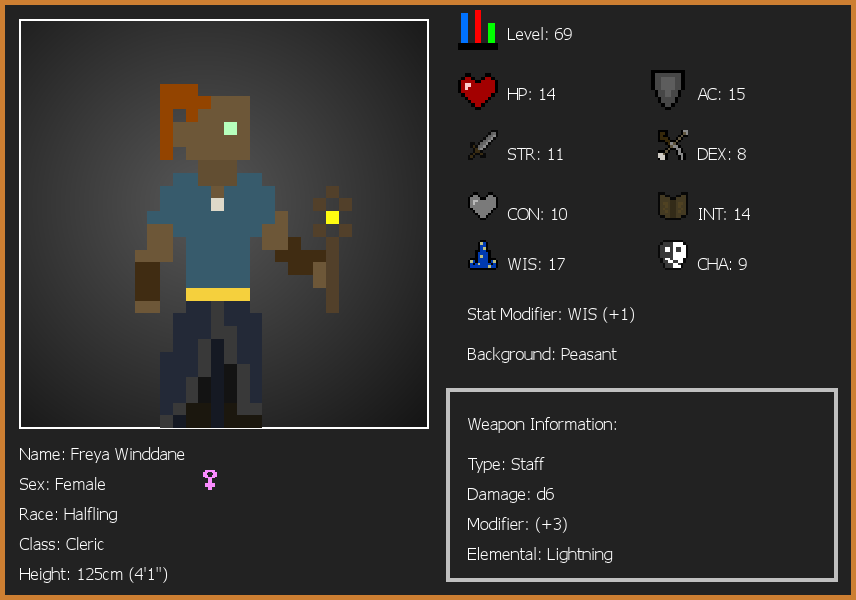 Level: 69
HP: 14
AC: 15
STR: 11
DEX: 8
CON: 10
INT: 14
WIS: 17
CHA: 9
Stat Modifier: WIS (+1)
Background: Peasant
Weapon Information:
Type: Staff
Damage: d6
Modifier: (+3)
Elemental: Lightning
Name: Freya Winddane
Sex: Female
Race: Halfling
Class: Cleric
Height: 125cm (4'1")